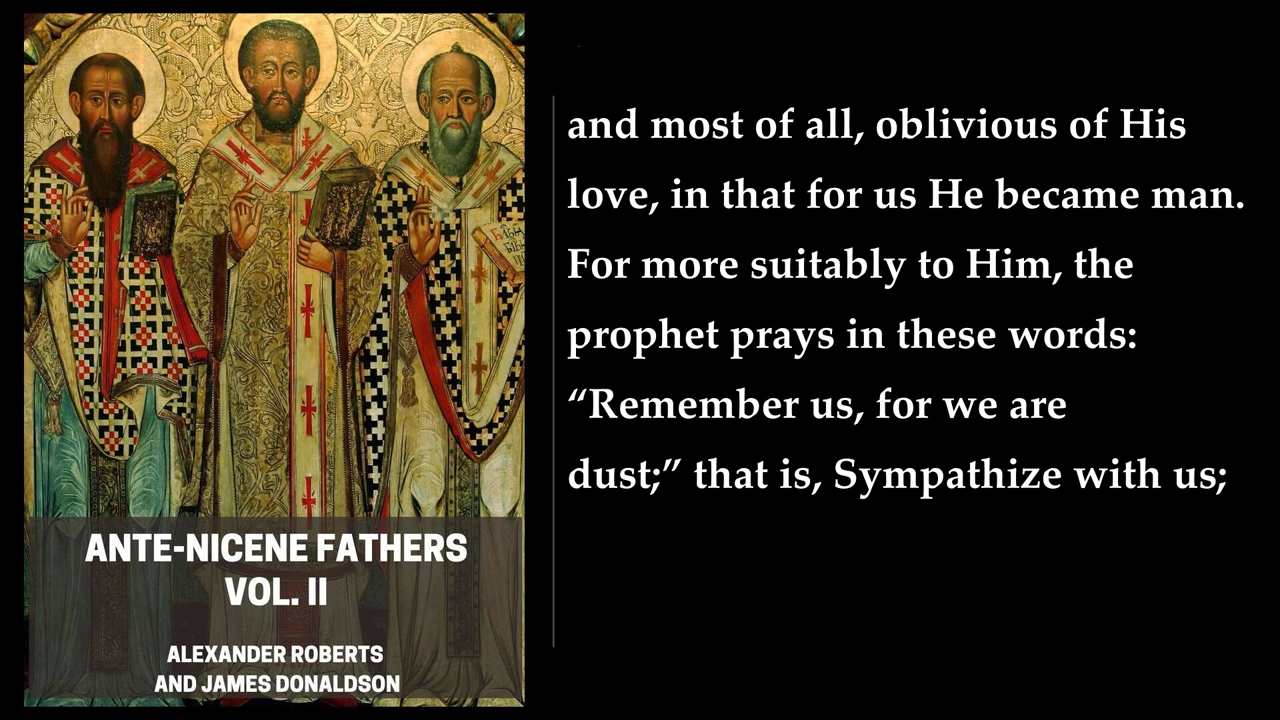 ANTE-NICENE FATHERS
VOL. II
ALEXANDER ROBERTS
AND JAMES DONALDSON
and most of all, oblivious of His
love, in that for us He became man.
For more suitably to Him, the
prophet prays in these words:
“Remember us, for we are
dust;” that is, Sympathize with us;